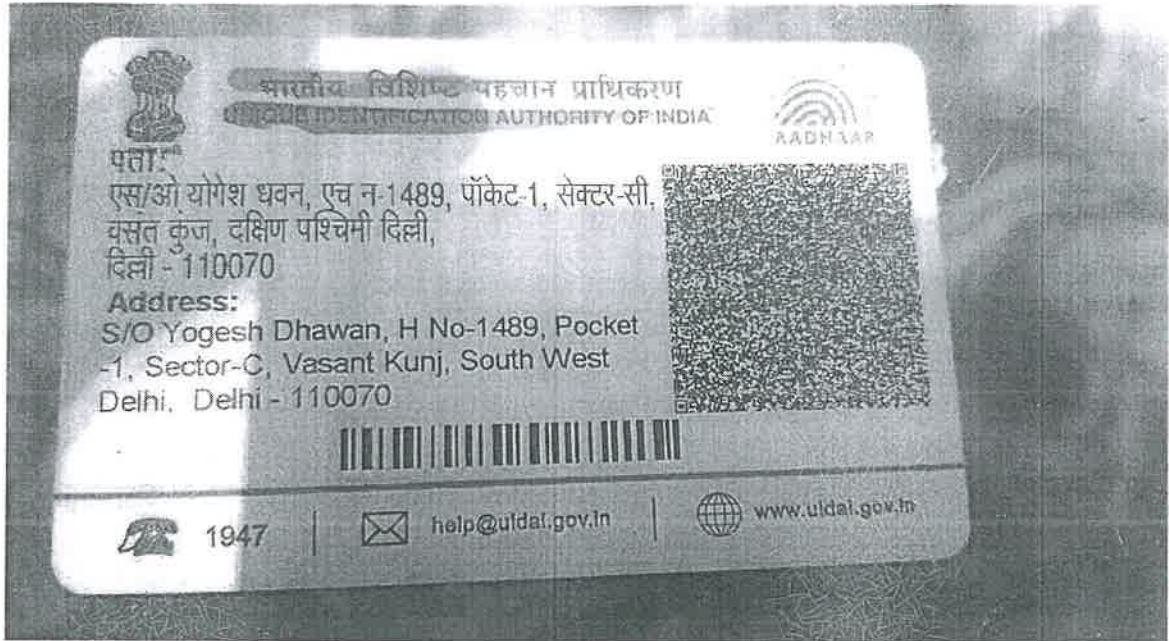 भारतीय विशिष्ट पहचान प्राधिकरण
UNIQUE IDENTIFICATION AUTHORITY OF INDIA
AADHAAR
पता:
एस/ओ योगेश धवन, एच न-1489, पॉकेट-1, सेक्टर-सी,
वसंत कुंज, दक्षिण पश्चिमी दिल्ली,
दिल्ली - 110070
Address:
S/O Yogesh Dhawan, H No-1489, Pocket
-1, Sector-C, Vasant Kunj, South West
Delhi, Delhi - 110070
1947
help@uidai.gov.in
www.uidai.gov.in